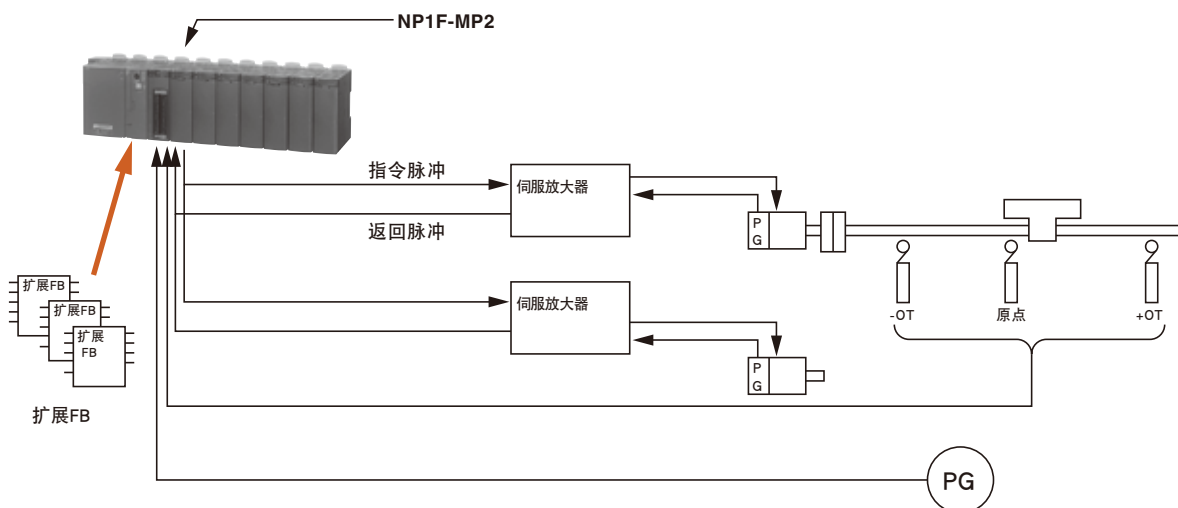 NP1F-MP2
指令脉冲
伺服放大器
返回脉冲
P
G
-OT
原点
+OT
扩展FB
扩展FB
扩展
FB
扩展FB
伺服放大器
P
G
PG